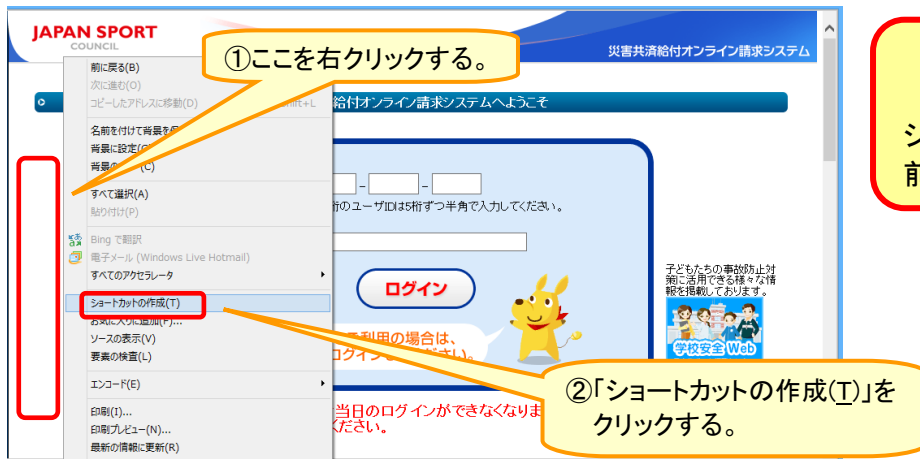 JAPAN SPORT
COUNCIL
①ここを右クリックする。
災害共済給付オンライン請求システム
前に戻る(B)
次に進む(O)
コピーしたアドレスに移動(D)
ift+L
給付オンライン請求システムへようこそ
名前を付けて背景を
背景に設定(
(C)
すべて選択(A)
貼り付け(P)
桁のユーザIDは5桁ずつ半角で入力してください。
Bing で翻訳
電子メール (Windows Live Hotmail)
すべてのアクセラレータ
ショートカットの作成(T)
お気に入りに追加(F)...
ソースの表示(V)
要素の検査(L)
エンコード(E)
印刷(I)...
印刷プレビュー(N)...
最新の情報に更新(R)
ログイン
利用の場合は、
子どもたちの事故防止対
策に活用できる様々な情
報を掲載しております。
学校安全 Web
当日のログインができなくなりま
ください。
②「ショートカットの作成(T)」を
クリックする。
シ
前